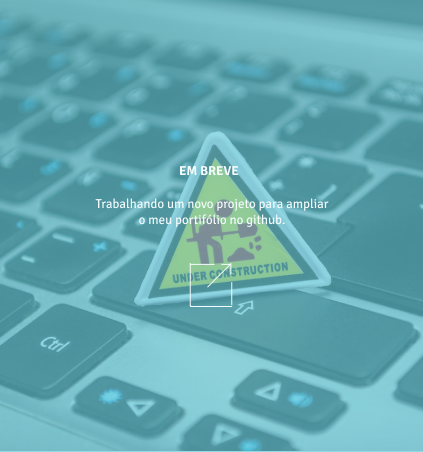 EM BREVE
Trabalhando um novo projeto para ampliar
o meu portifólio no github.
UNDER CONSTRUCTION
Ctrl